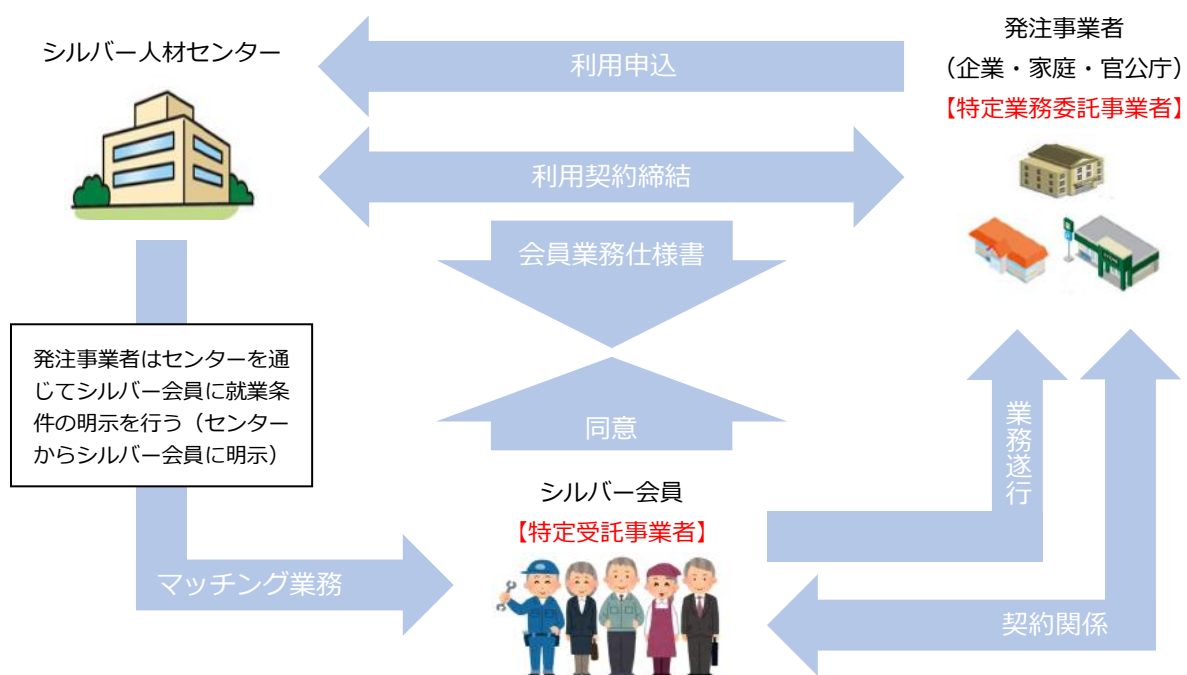 シルバー人材センター
利用申込
発注事業者
（企業・家庭・官公庁）
【特定業務委託事業者】
利用契約締結
会員業務仕様書
発注事業者はセンターを通
じてシルバー会員に就業条
件の明示を行う（センター
からシルバー会員に明示）
同意
業務遂行
シルバー会員
【特定受託事業者】
マッチング業務
契約関係